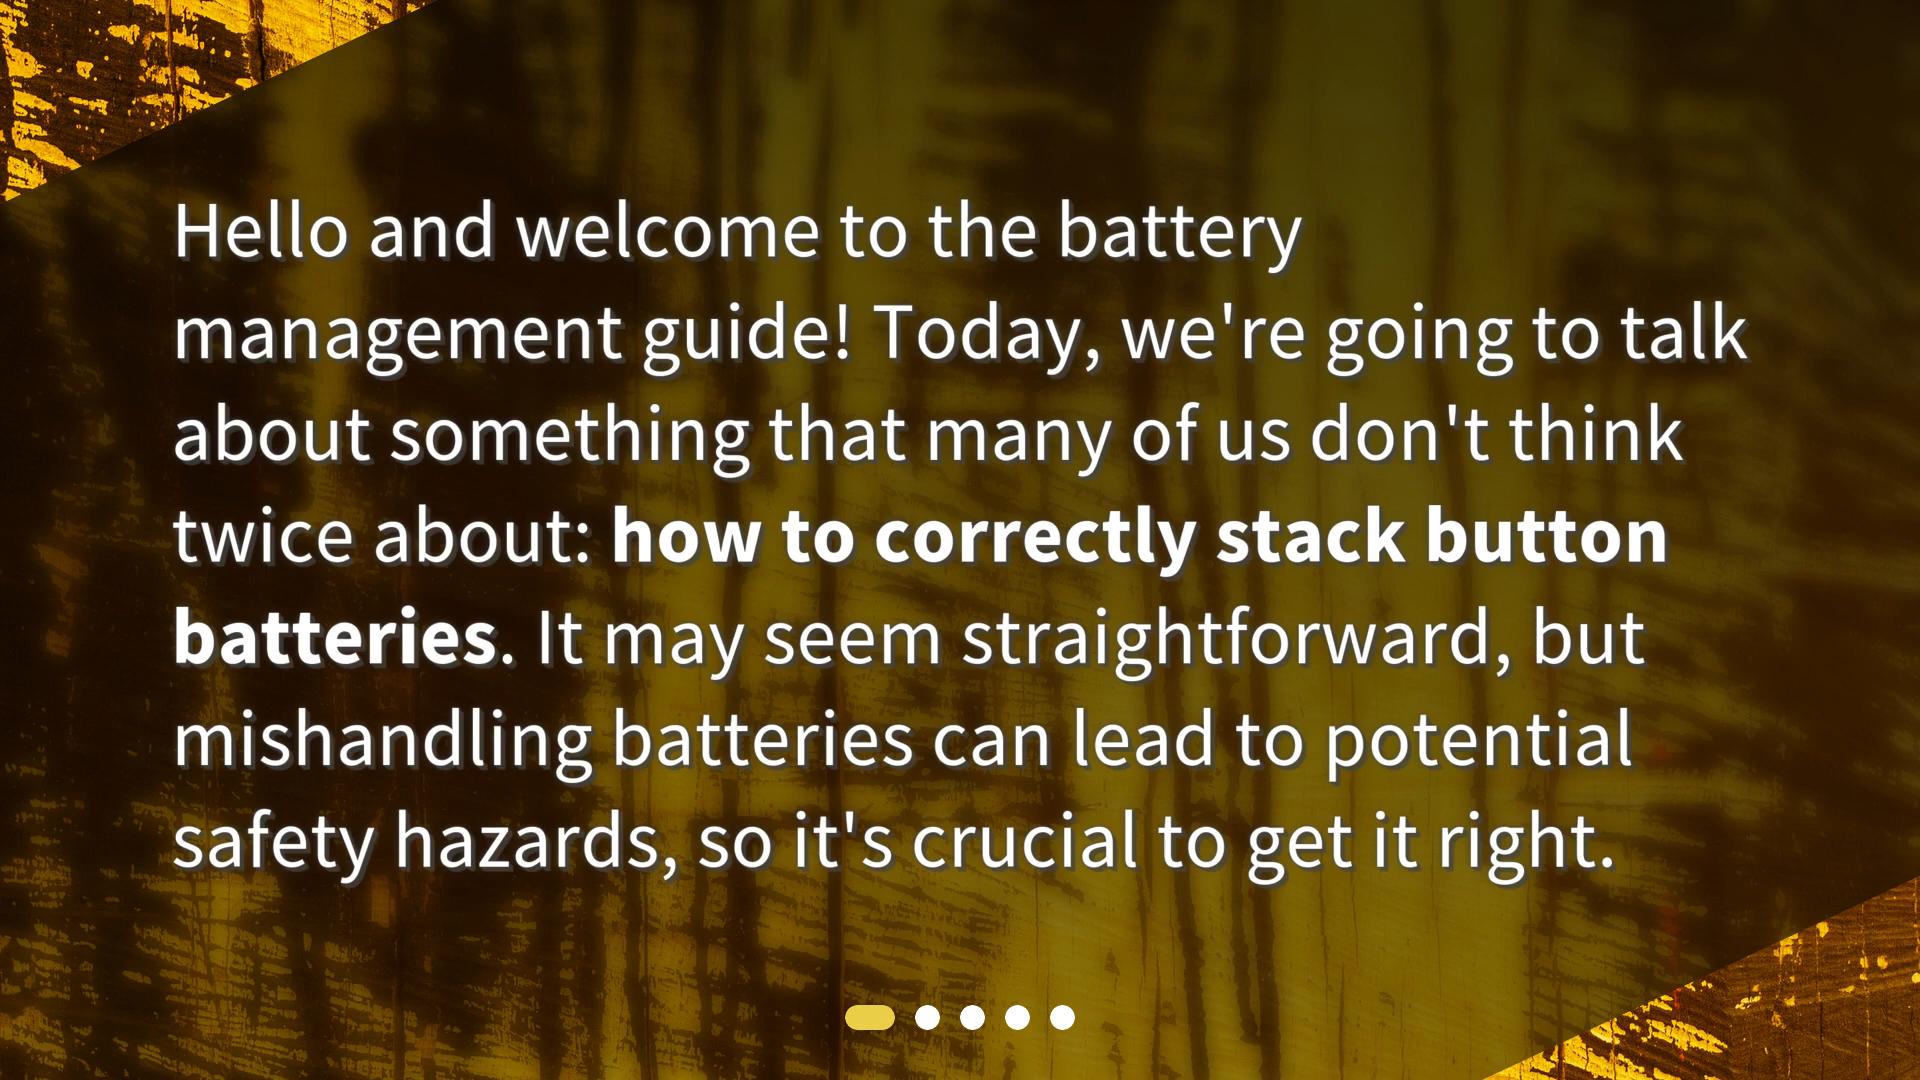 Hello and welcome to the battery
management guide! Today, we're going to talk
about something that many of us don't think
twice about: how to correctly stack button
batteries. It may seem straightforward, but
mishandling batteries can lead to potential
safety hazards, so it's crucial to get it right.